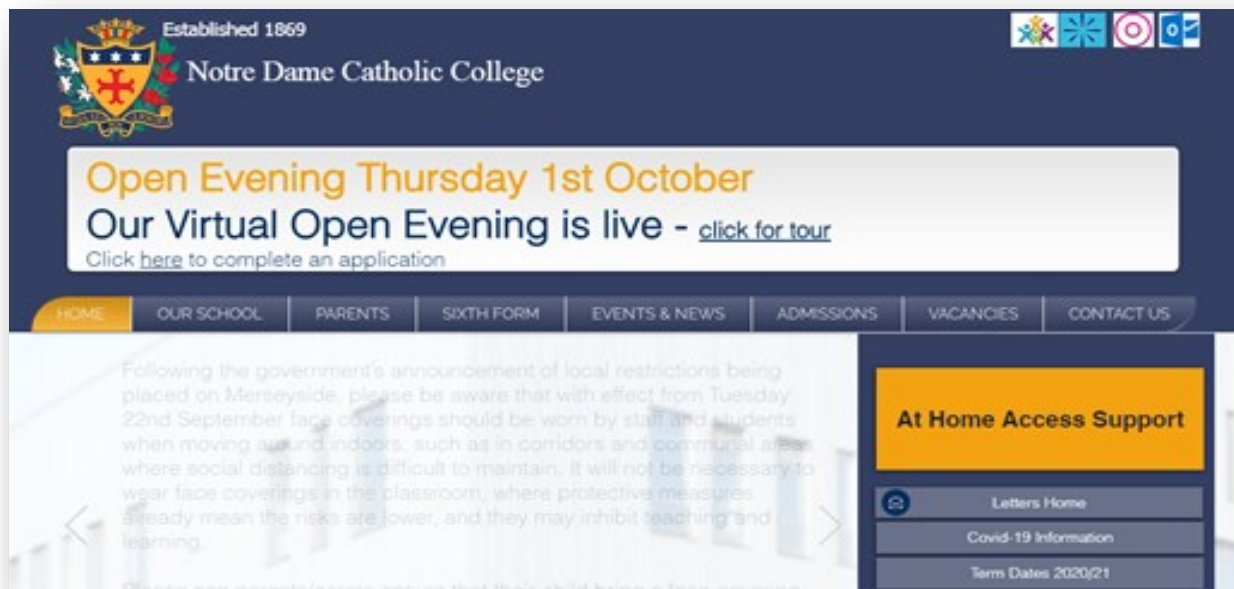 Established 1869
Notre Dame Catholic College
Open Evening Thursday 1st October
Our Virtual Open Evening is live - click for tour
Click here to complete an application
HOME
OUR SCHOOL
PARENTS
SIXTH FORM
EVENTS & NEWS
ADMISSIONS
VACANCIES
CONTACT US
Following the government's announcement of local restrictions being
placed on Merseyside, please be aware that with effect from Tuesday
22nd September face coverings should be worn by staff and students
when moving around indoors, such as in corridors and communal areas
where social distancing is difficult to maintain. It will not be necessary to
wear face coverings in the classroom, where protective measures
already mean the risks are lower, and they may inhibit teaching and
learning.
At Home Access Support
Letters Home
Covid-19 Information
Term Dates 2020/21